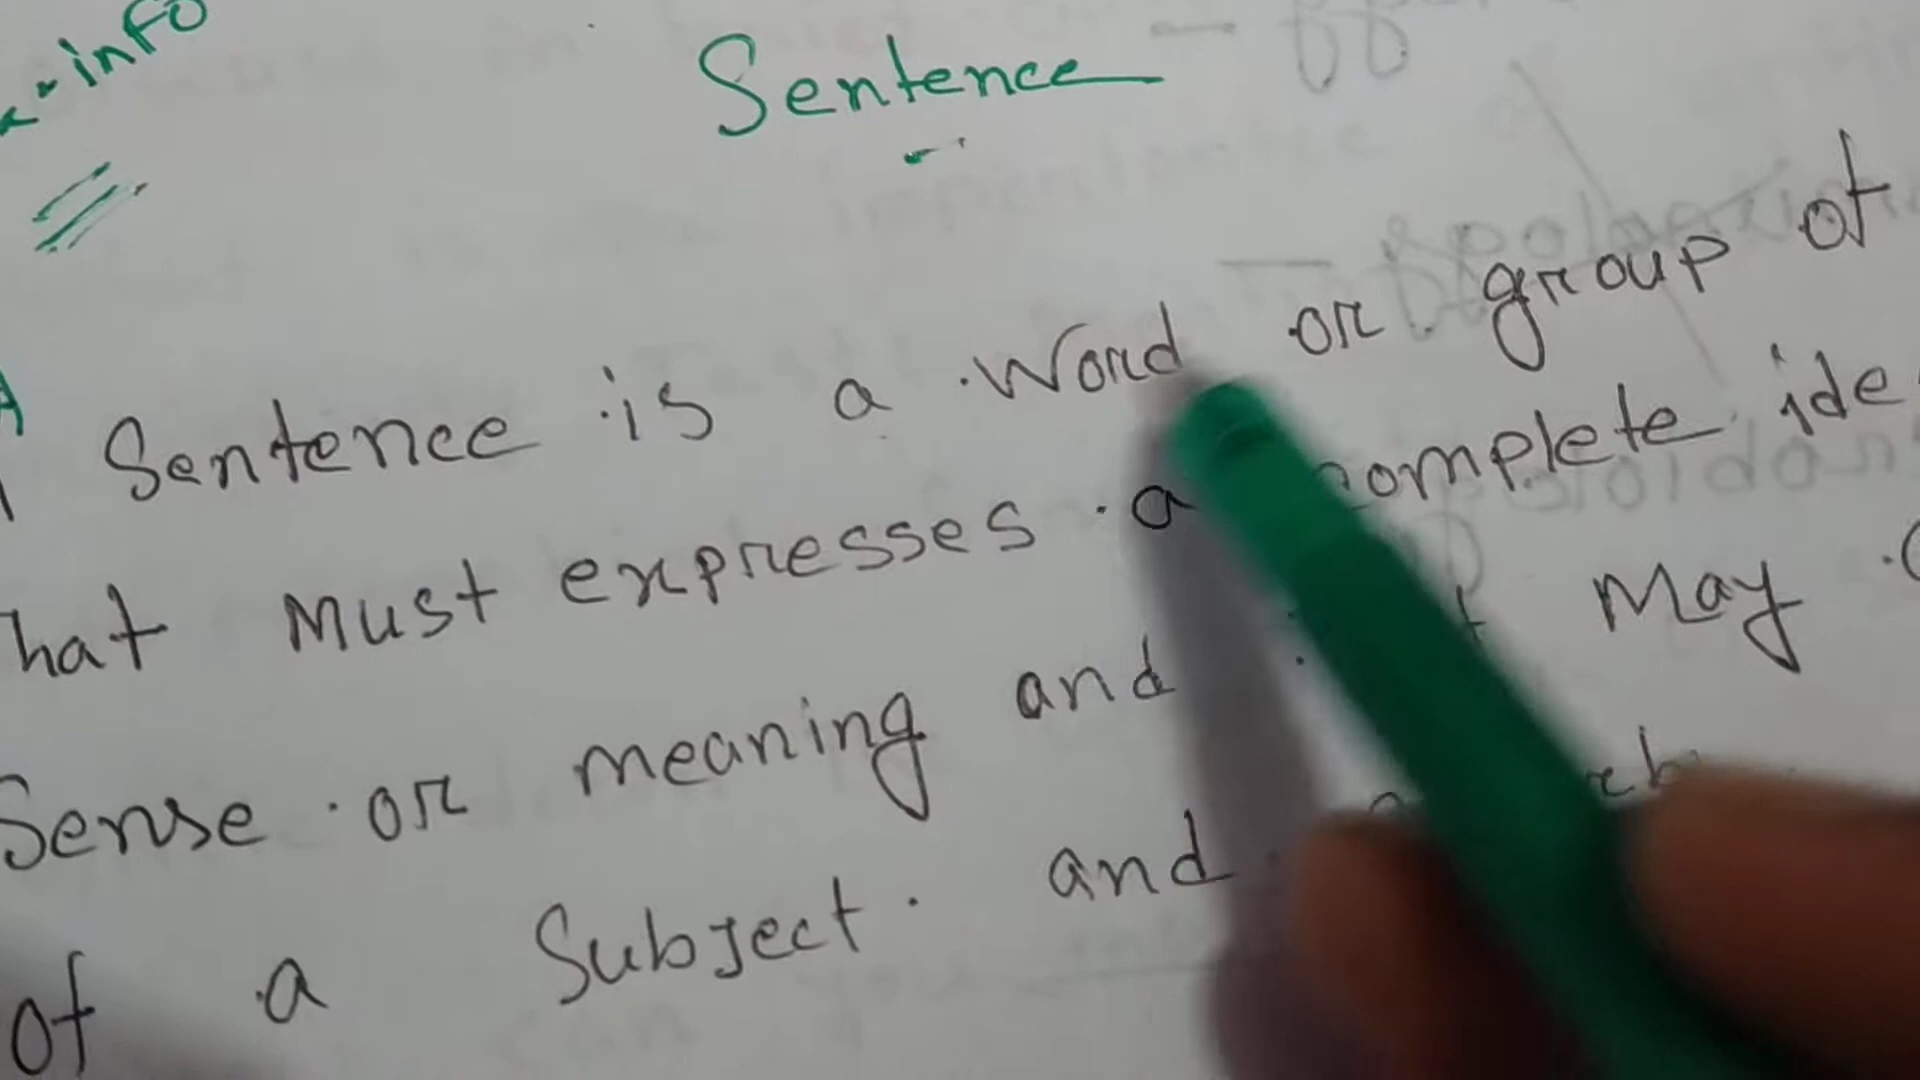 info
Sentence
A Sentence is a Word or group of
hat Must expresses a complete ide
Sense or meaning and May
of a Subject and